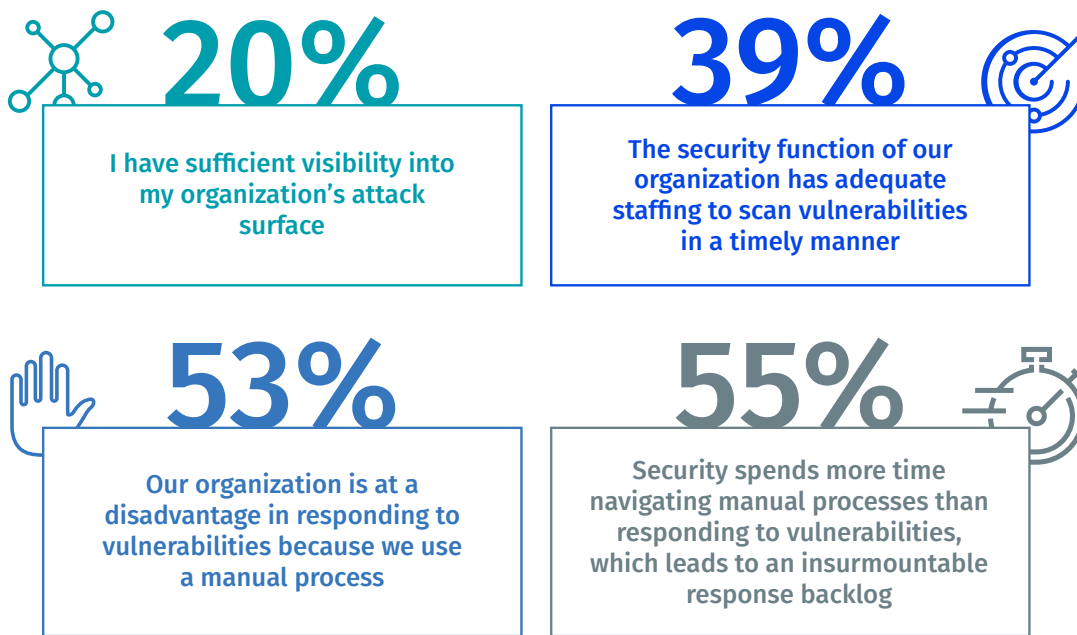 20%
I have sufficient visibility into
my organization's attack
surface
39%
The security function of our
organization has adequate
staffing to scan vulnerabilities
in a timely manner
53%
Our organization is at a
disadvantage in responding to
vulnerabilities because we use
a manual process
55%
Security spends more time
navigating manual processes than
responding to vulnerabilities,
which leads to an insurmountable
response backlog